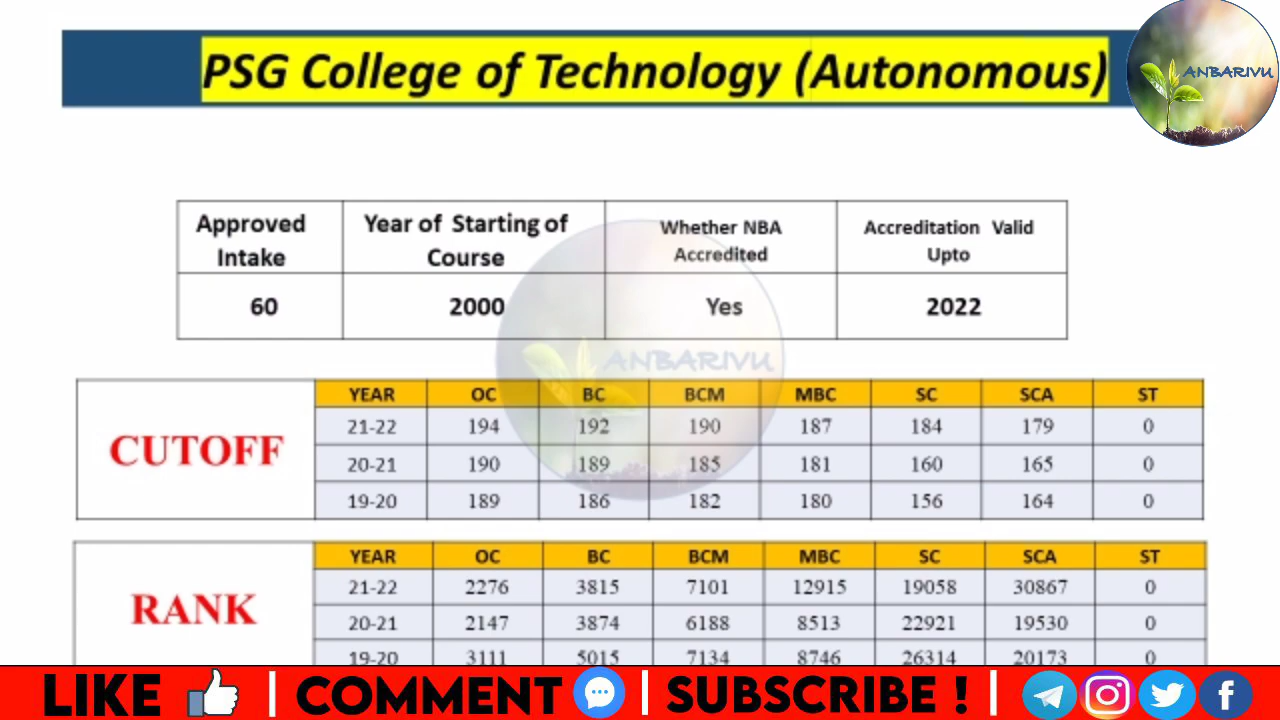 PSG College of Technology (Autonomous)
ANBARIVU
Approved Intake Year of Starting of Course Whether NBA Accredited Accreditation Valid Upto
60 2000 Yes 2022
ANBARIVU
CUTOFF
YEAR OC BC BCM MBC SC SCA ST
21-22 194 192 190 187 184 179 0
20-21 190 189 185 181 160 165 0
19-20 189 186 182 180 156 164 0
RANK
YEAR OC BC BCM MBC SC SCA ST
21-22 2276 3815 7101 12915 19058 30867 0
20-21 2147 3874 6188 8513 22921 19530 0
19-20 3111 5015 7134 8746 26314 20173 0
LIKE | COMMENT | SUBSCRIBE ! |